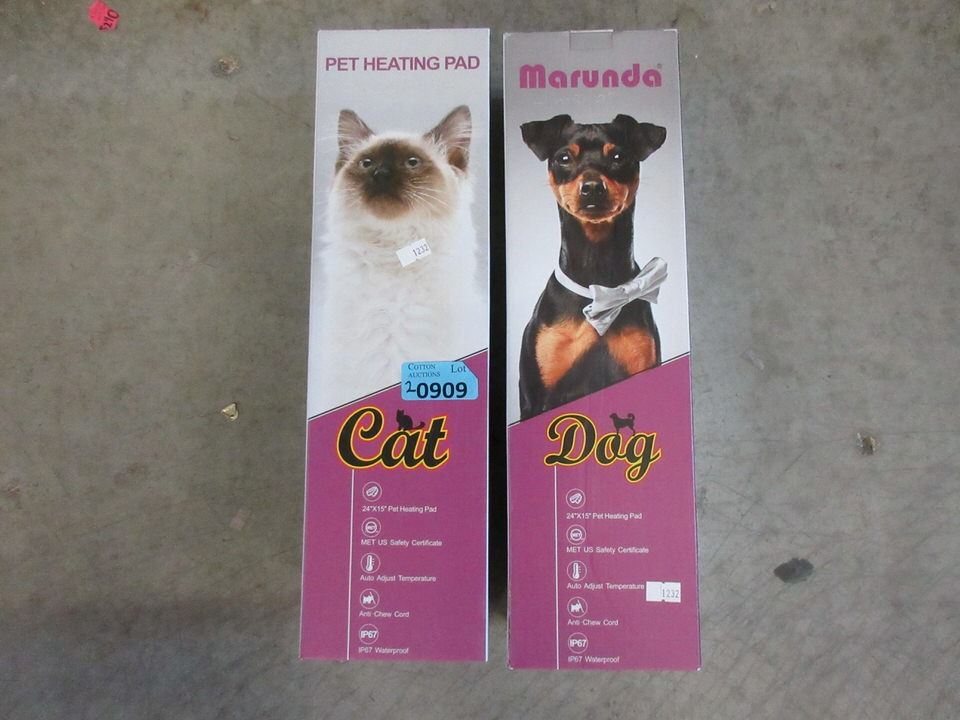 270
PET HEATING PAD
1232
COTTON AUCTIONS Lot
2 0909
Cat
24"X15" Pet Heating Pad
MET US Safety Certificate
Auto Adjust Temperature
Anti-Chew Cord
IP67
IP67 Waterproof
Marunda®
Dog
24"X15" Pet Heating Pad
MET US Safety Certificate
Auto Adjust Temperature
1232
Anti-Chew Cord
IP67
IP67 Waterproof